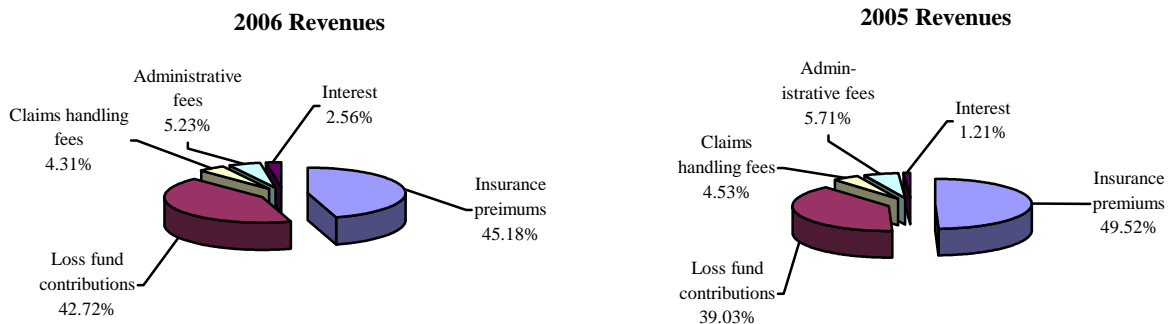 2006 Revenues
Administrative
fees
5.23%
Interest
2.56%
Claims handling
fees
4.31%
Insurance
preimums
45.18%
Loss fund
contributions
42.72%
2005 Revenues
Admin-
istrative fees
5.71%
Interest
1.21%
Claims
handling fees
4.53%
Insurance
premiums
49.52%
Loss fund
contributions
39.03%